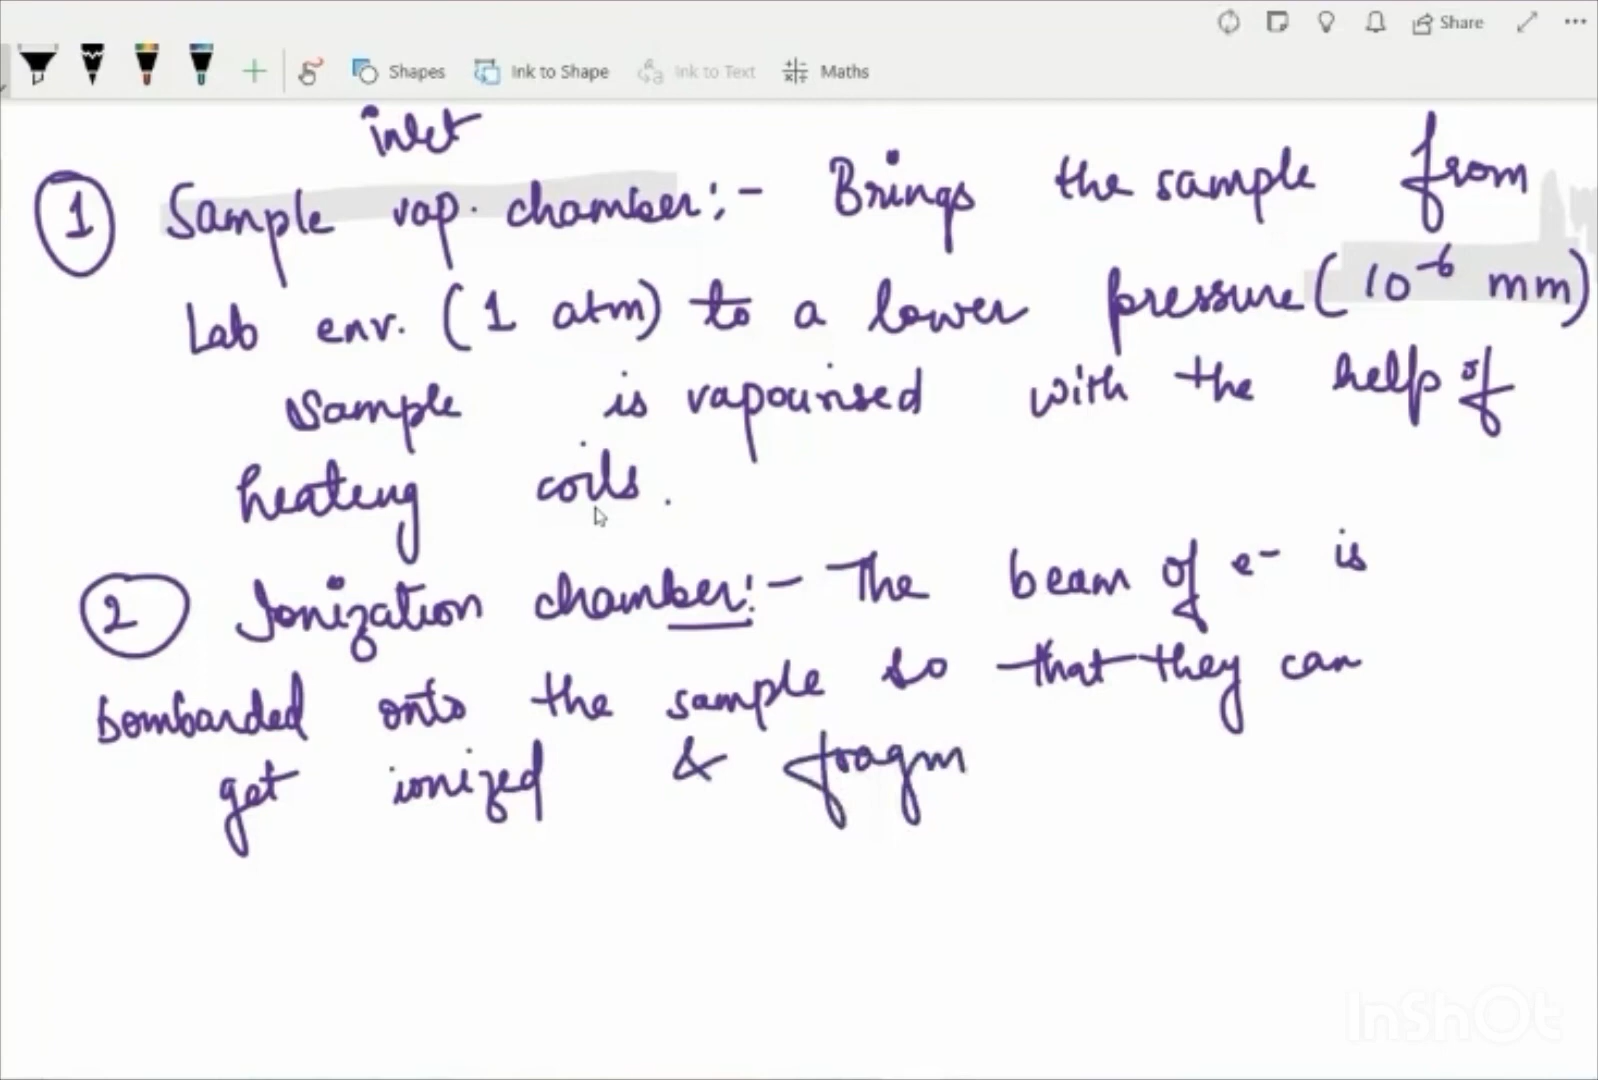 Share
Shapes Ink to Shape Ink to Text Maths
inlet
1 Sample vap. chamber:- Brings the sample from
Lab env. (1 atm) to a lower pressure (10⁻⁶ mm)
Sample is vapourised with the help of
heating coils.
2 Ionization chamber:- The beam of e⁻ is
bombarded onto the sample so that they can
get ionized & fragm
InShOt